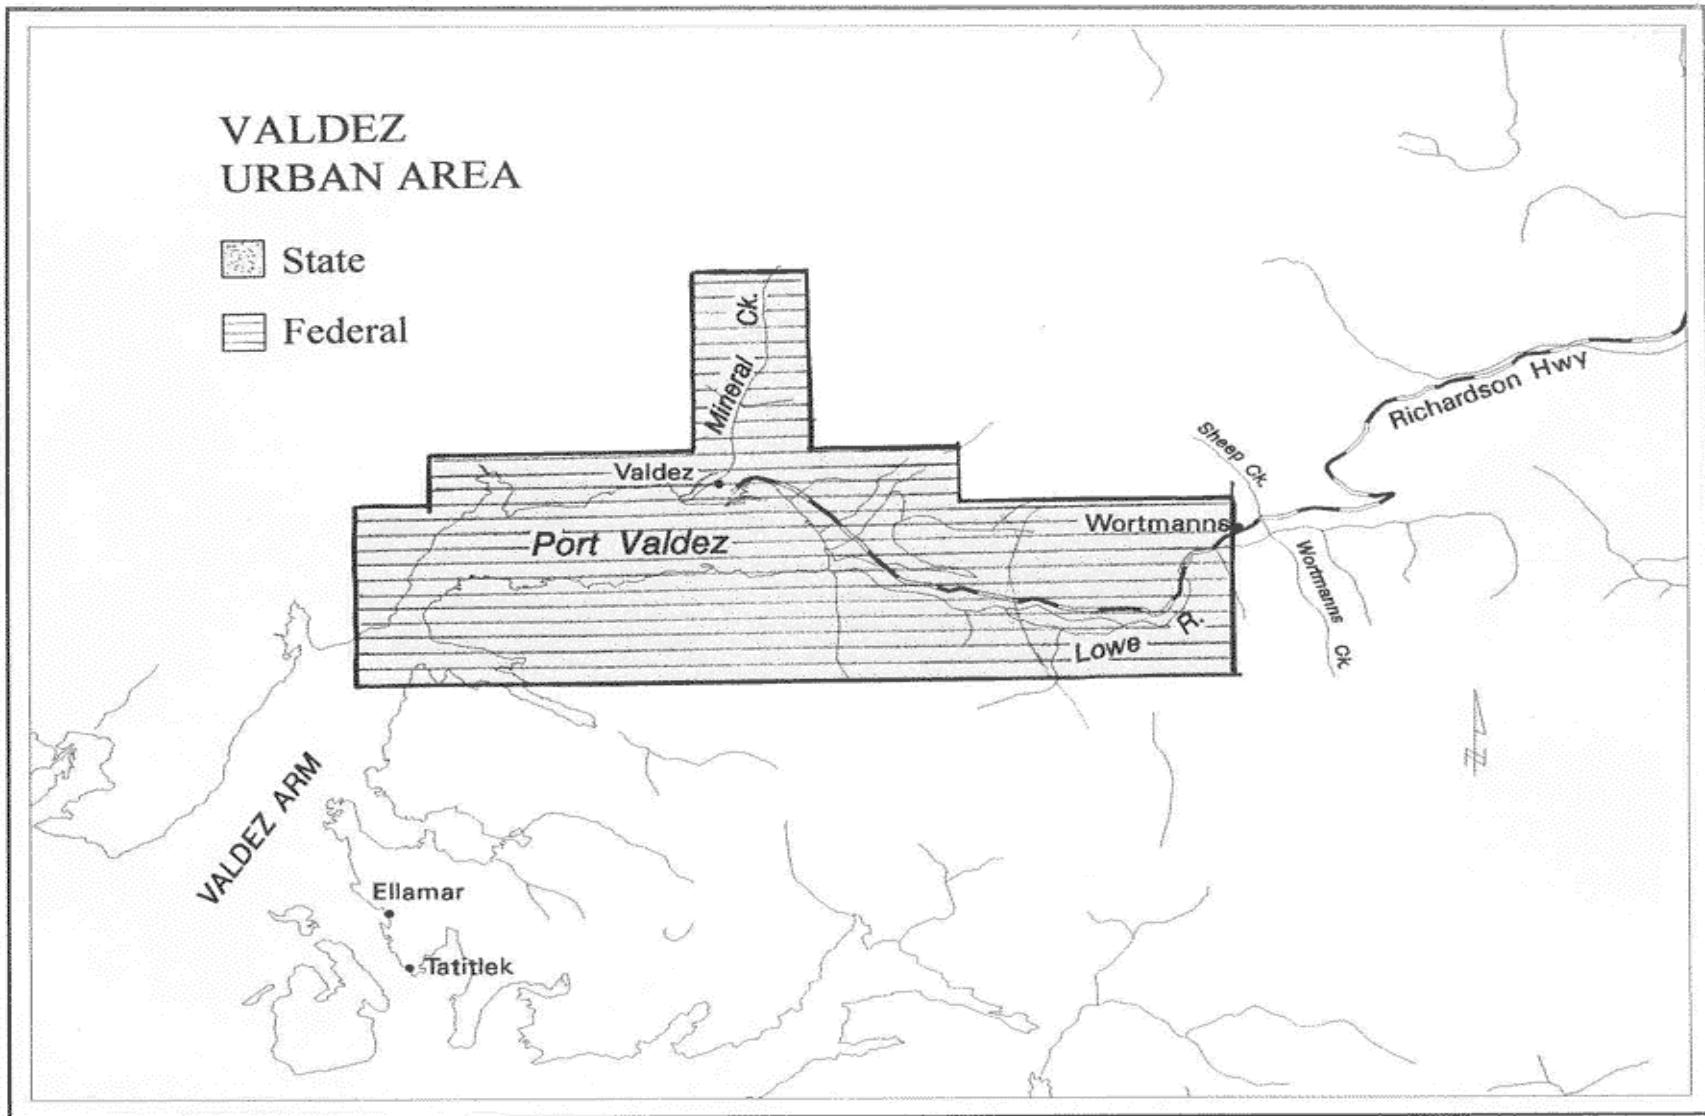 VALDEZ
URBAN AREA
State
Federal
Mineral Ck.
Valdez
Port Valdez
Wortmanns
Sheep Ck.
Richardson Hwy
Wortmanns Ck.
Lowe R.
VALDEZ ARM
Ellamar
Tatitlek
N